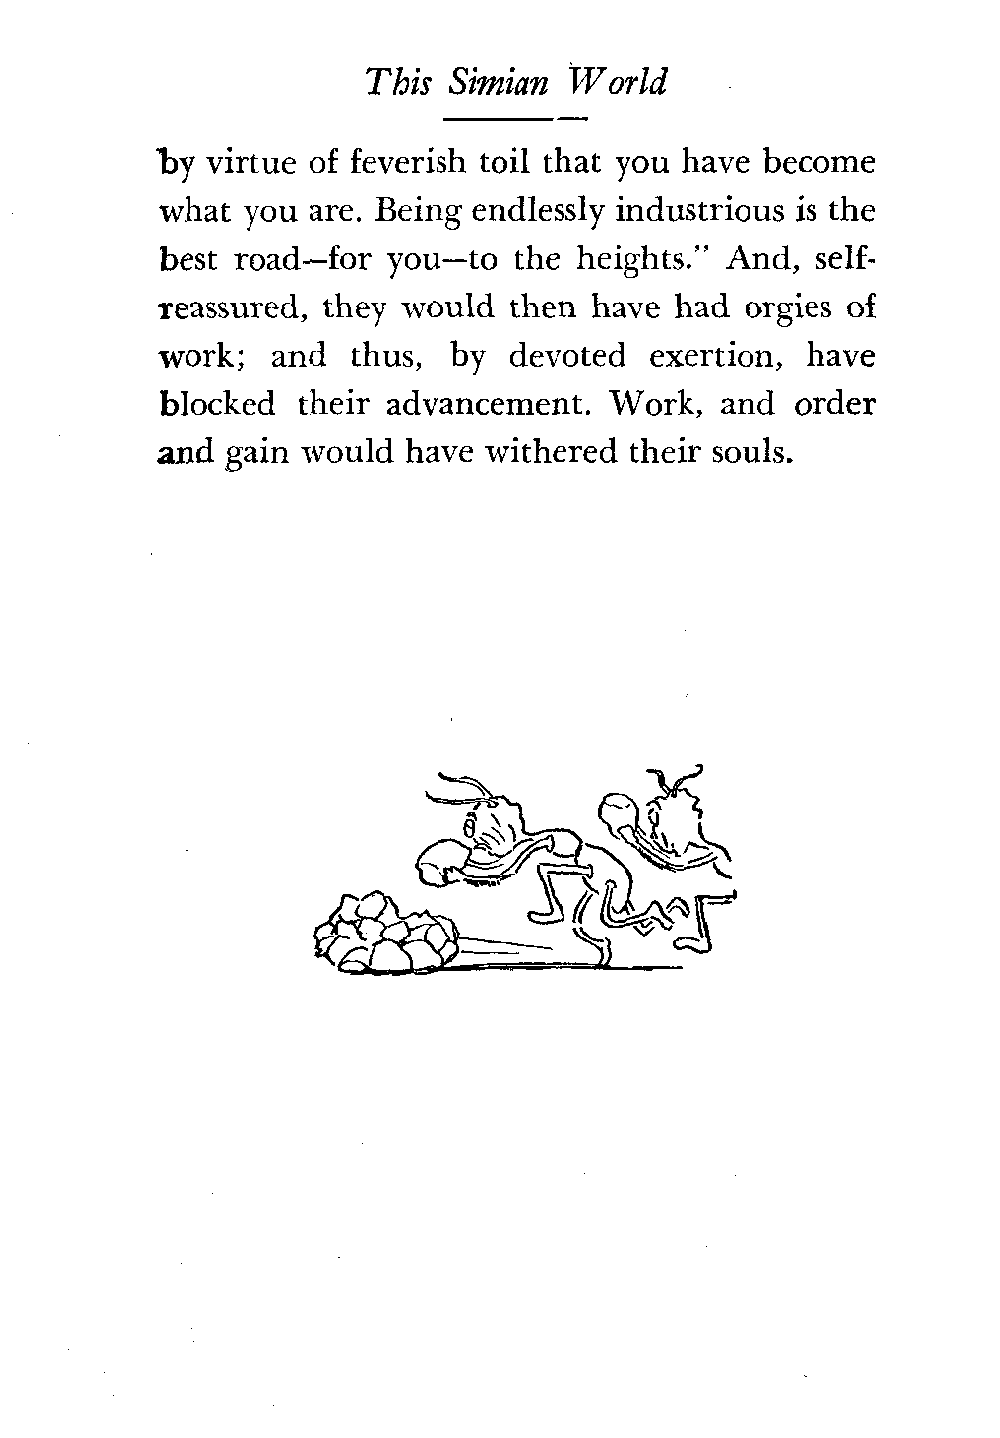 This Simian World
by virtue of feverish toil that you have become
what you are. Being endlessly industrious is the
best road—for you—to the heights." And, self-
reassured, they would then have had orgies of
work; and thus, by devoted exertion, have
blocked their advancement. Work, and order
and gain would have withered their souls.